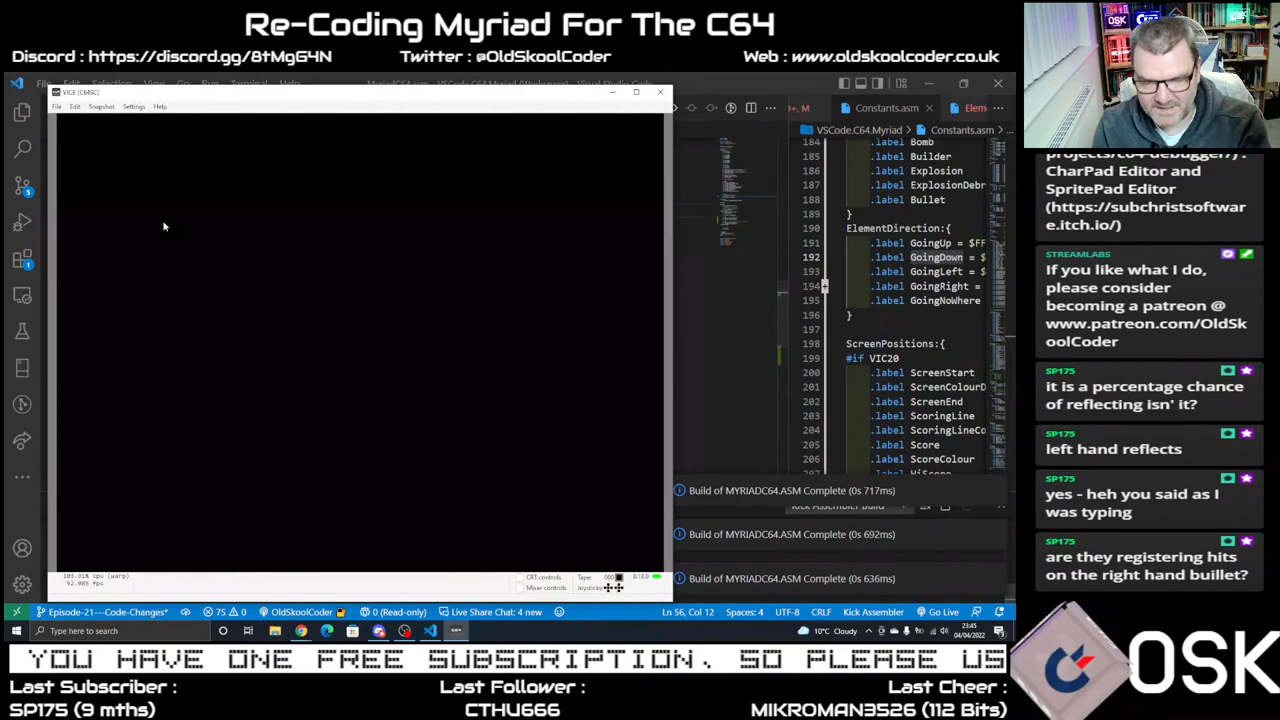 Re-Coding Myriad For The C64
Discord : https://discord.gg/8tMgG4N
Twitter : @OldSkoolCoder
Web : www.oldskoolcoder.co.uk
VICE (C64SC)
File Edit Snapshot Settings Help
Constants.asm
Elem
VSCode.C64.Myriad > Constants.asm
184 .label Bomb
185 .label Builder
186 .label Explosion
187 .label ExplosionDebr
188 .label Bullet
189 }
190 ElementDirection:{
191 .label GoingUp = $FF
192 .label GoingDown = $
193 .label GoingLeft = $
194 .label GoingRight =
195 .label GoingNoWhere
196 }
197
198 ScreenPositions:{
199 #if VIC20
200 .label ScreenStart
201 .label ScreenColourD
202 .label ScreenEnd
203 .label ScoringLine
204 .label ScoringLineCo
205 .label Score
206 .label ScoreColour
Build of MYRIADC64.ASM Complete (0s 717ms)
Build of MYRIADC64.ASM Complete (0s 692ms)
Build of MYRIADC64.ASM Complete (0s 636ms)
CRT controls
Mixer controls
Tape: 000
Joysticks:
Episode-21---Code-Changes* 75 0 OldSkoolCoder 0 (Read-only) Live Share Chat: 4 new Ln 56, Col 12 Spaces: 4 UTF-8 CRLF Kick Assembler Go Live
Type here to search
10°C Cloudy
23:45
04/04/2022
CharPad Editor and
SpritePad Editor
(https://subchristsoftwar
e.itch.io/)
STREAMLABS
If you like what I do,
please consider
becoming a patreon @
www.patreon.com/OldSk
oolCoder
SP175
it is a percentage chance
of reflecting isn' it?
SP175
left hand reflects
SP175
yes - heh you said as I
was typing
SP175
are they registering hits
on the right hand buillet?
YOU HAVE ONE FREE SUBSCRIPTION, SO PLEASE US
Last Subscriber :
SP175 (9 mths)
Last Follower :
CTHU666
Last Cheer :
MIKROMAN3526 (112 Bits)
OSK